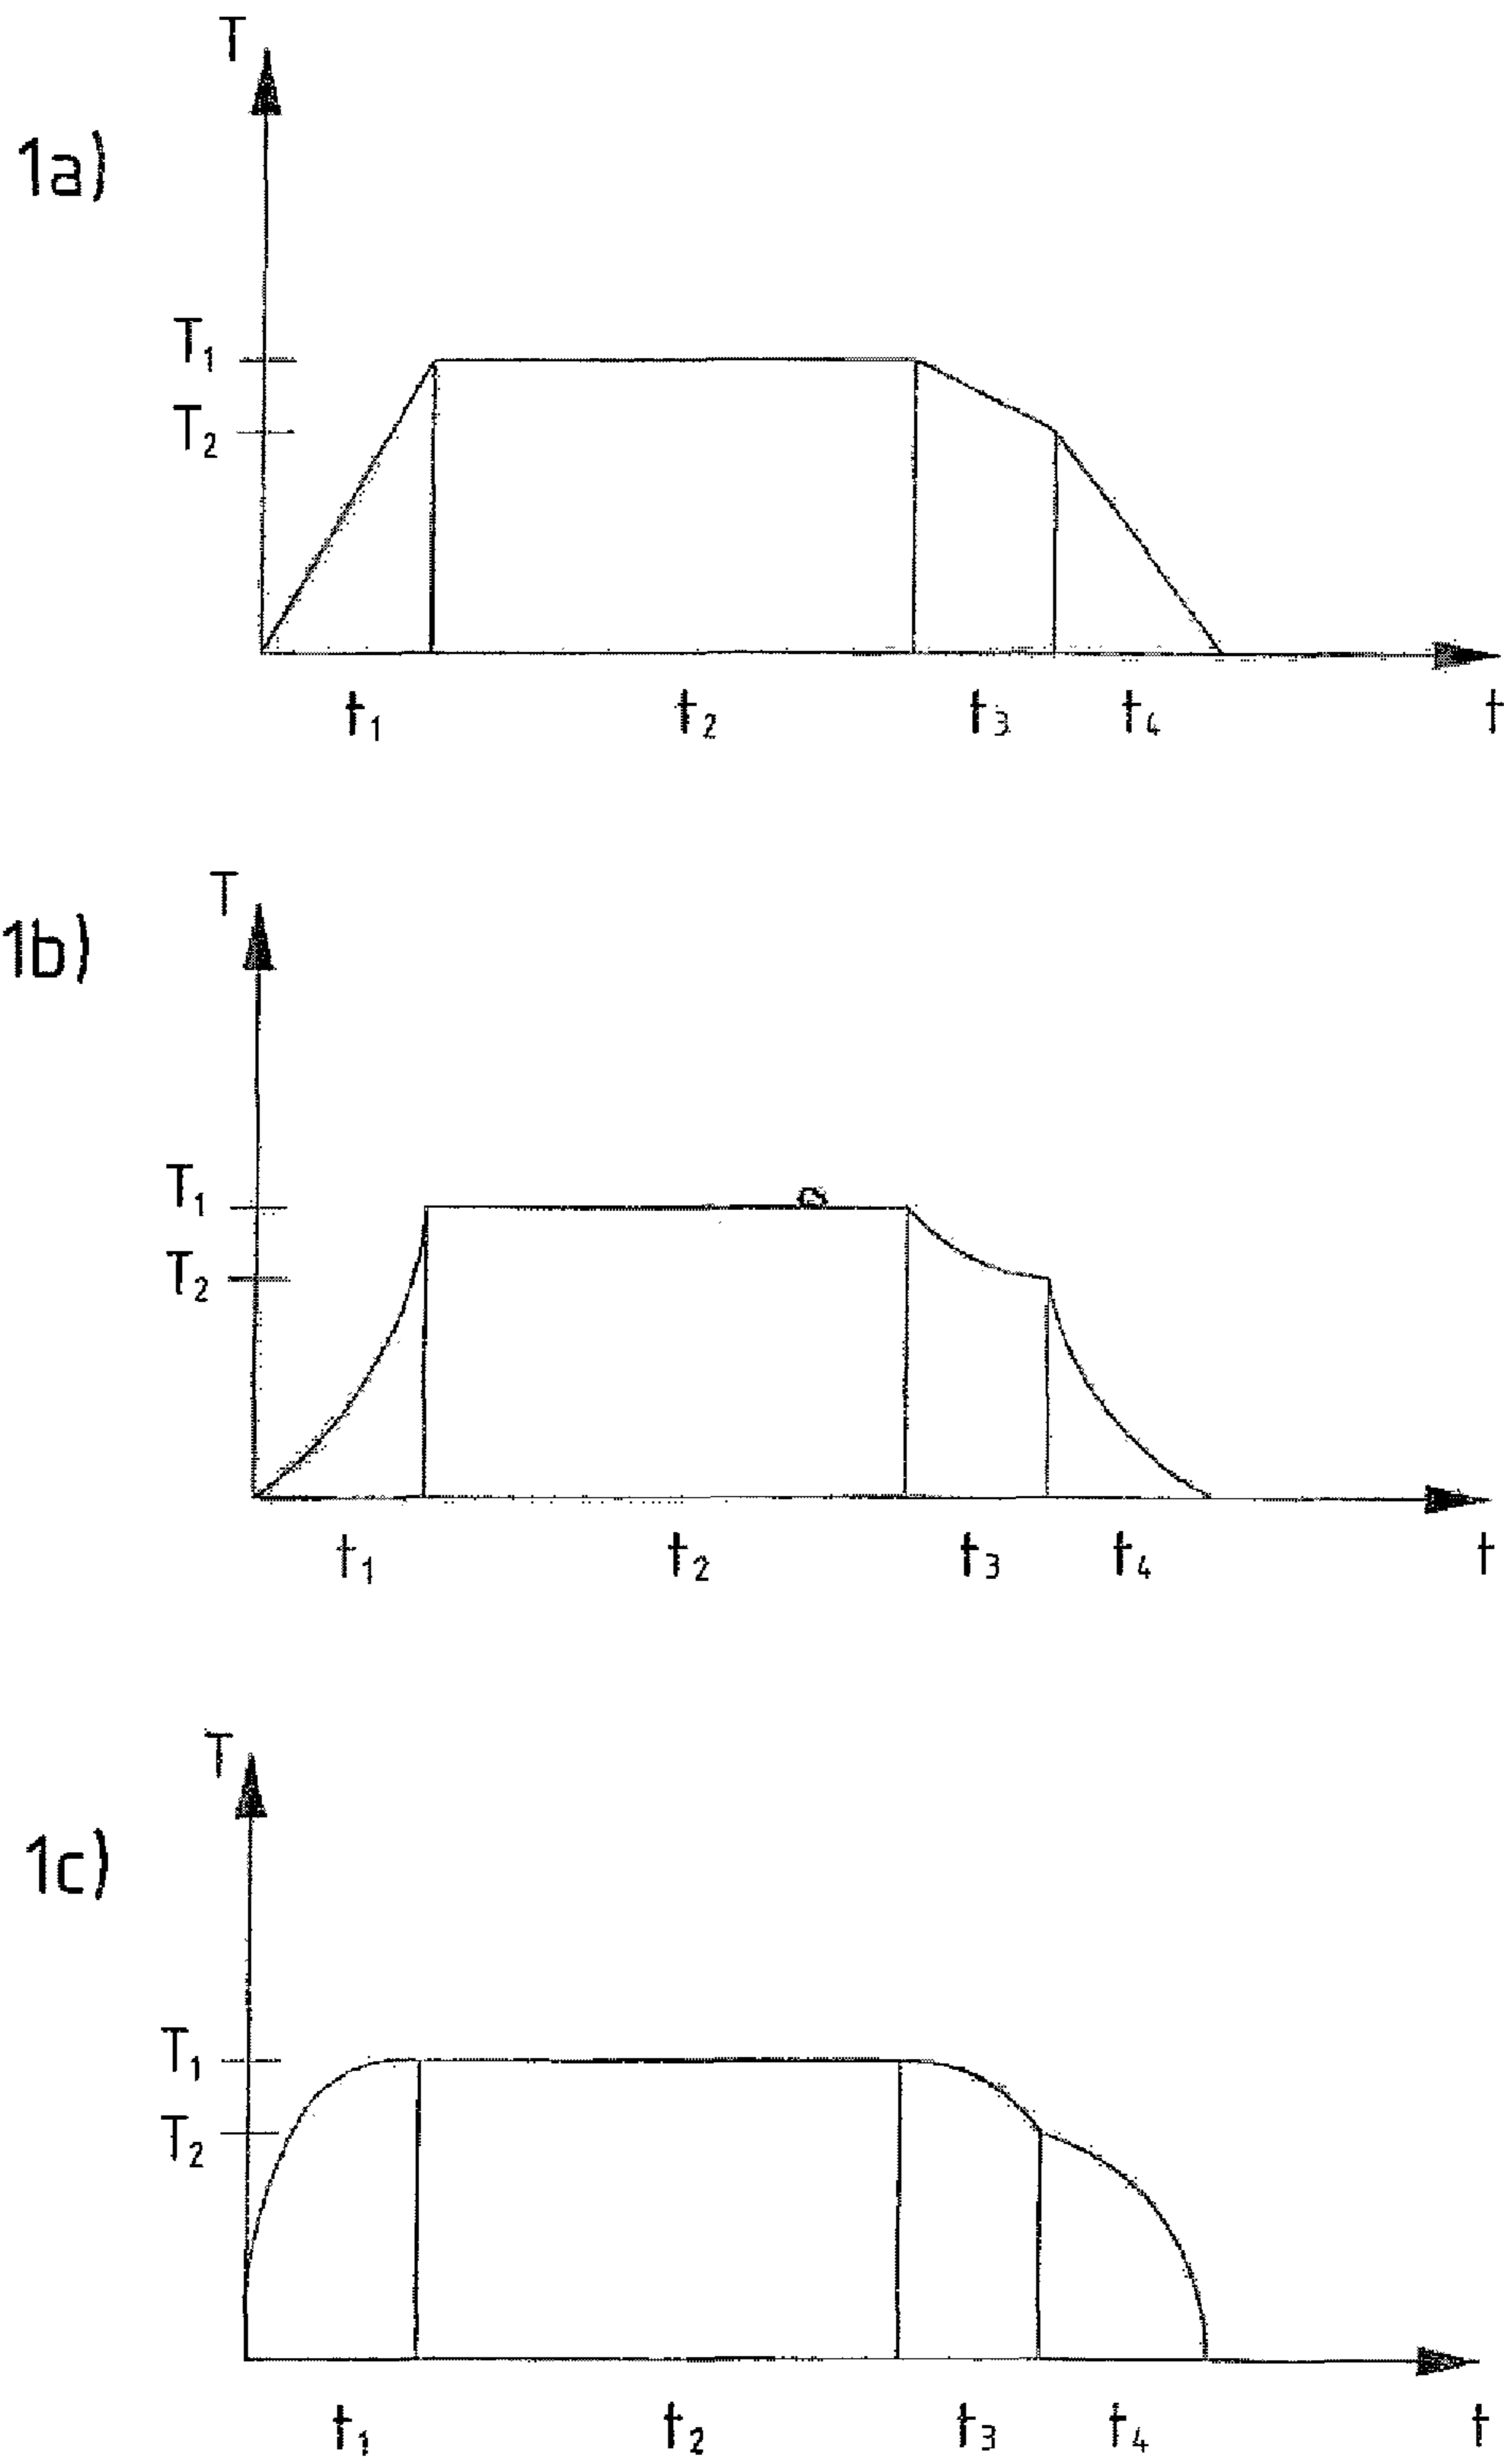 T
1a)
T₁
T₂
t₁ t₂ t₃ t₄ t
T
1b)
T₁
T₂
t₁ t₂ t₃ t₄ t
T
1c)
T₁
T₂
t₁ t₂ t₃ t₄ t